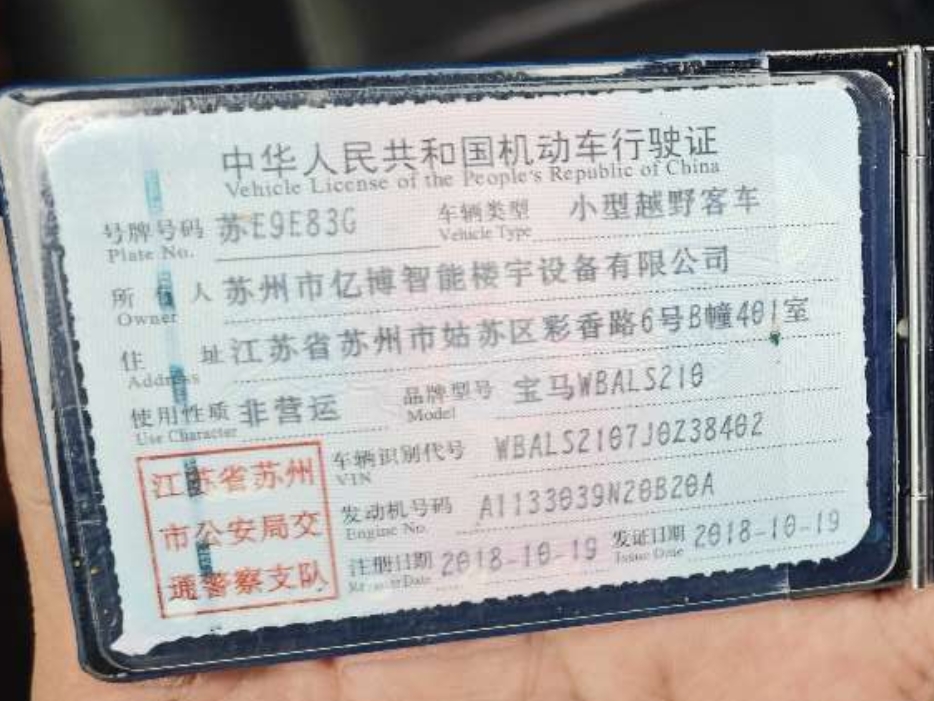 中华人民共和国机动车行驶证
Vehicle License of the People's Republic of China
号牌号码 苏E9E83G 车辆类型 小型越野客车
Plate No. Vehicle Type
所有人 苏州市亿博智能楼宇设备有限公司
Owner
住址 江苏省苏州市姑苏区彩香路6号B幢401室
Address
使用性质 非营运 品牌型号 宝马WBALS210
Use Character Model
车辆识别代号 WBALS2107J0Z38402
VIN
发动机号码 A1133039N20B20A
Engine No.
注册日期 2018-10-19 发证日期 2018-10-19
Register Date Issue Date
江苏省苏州
市公安局交
通警察支队